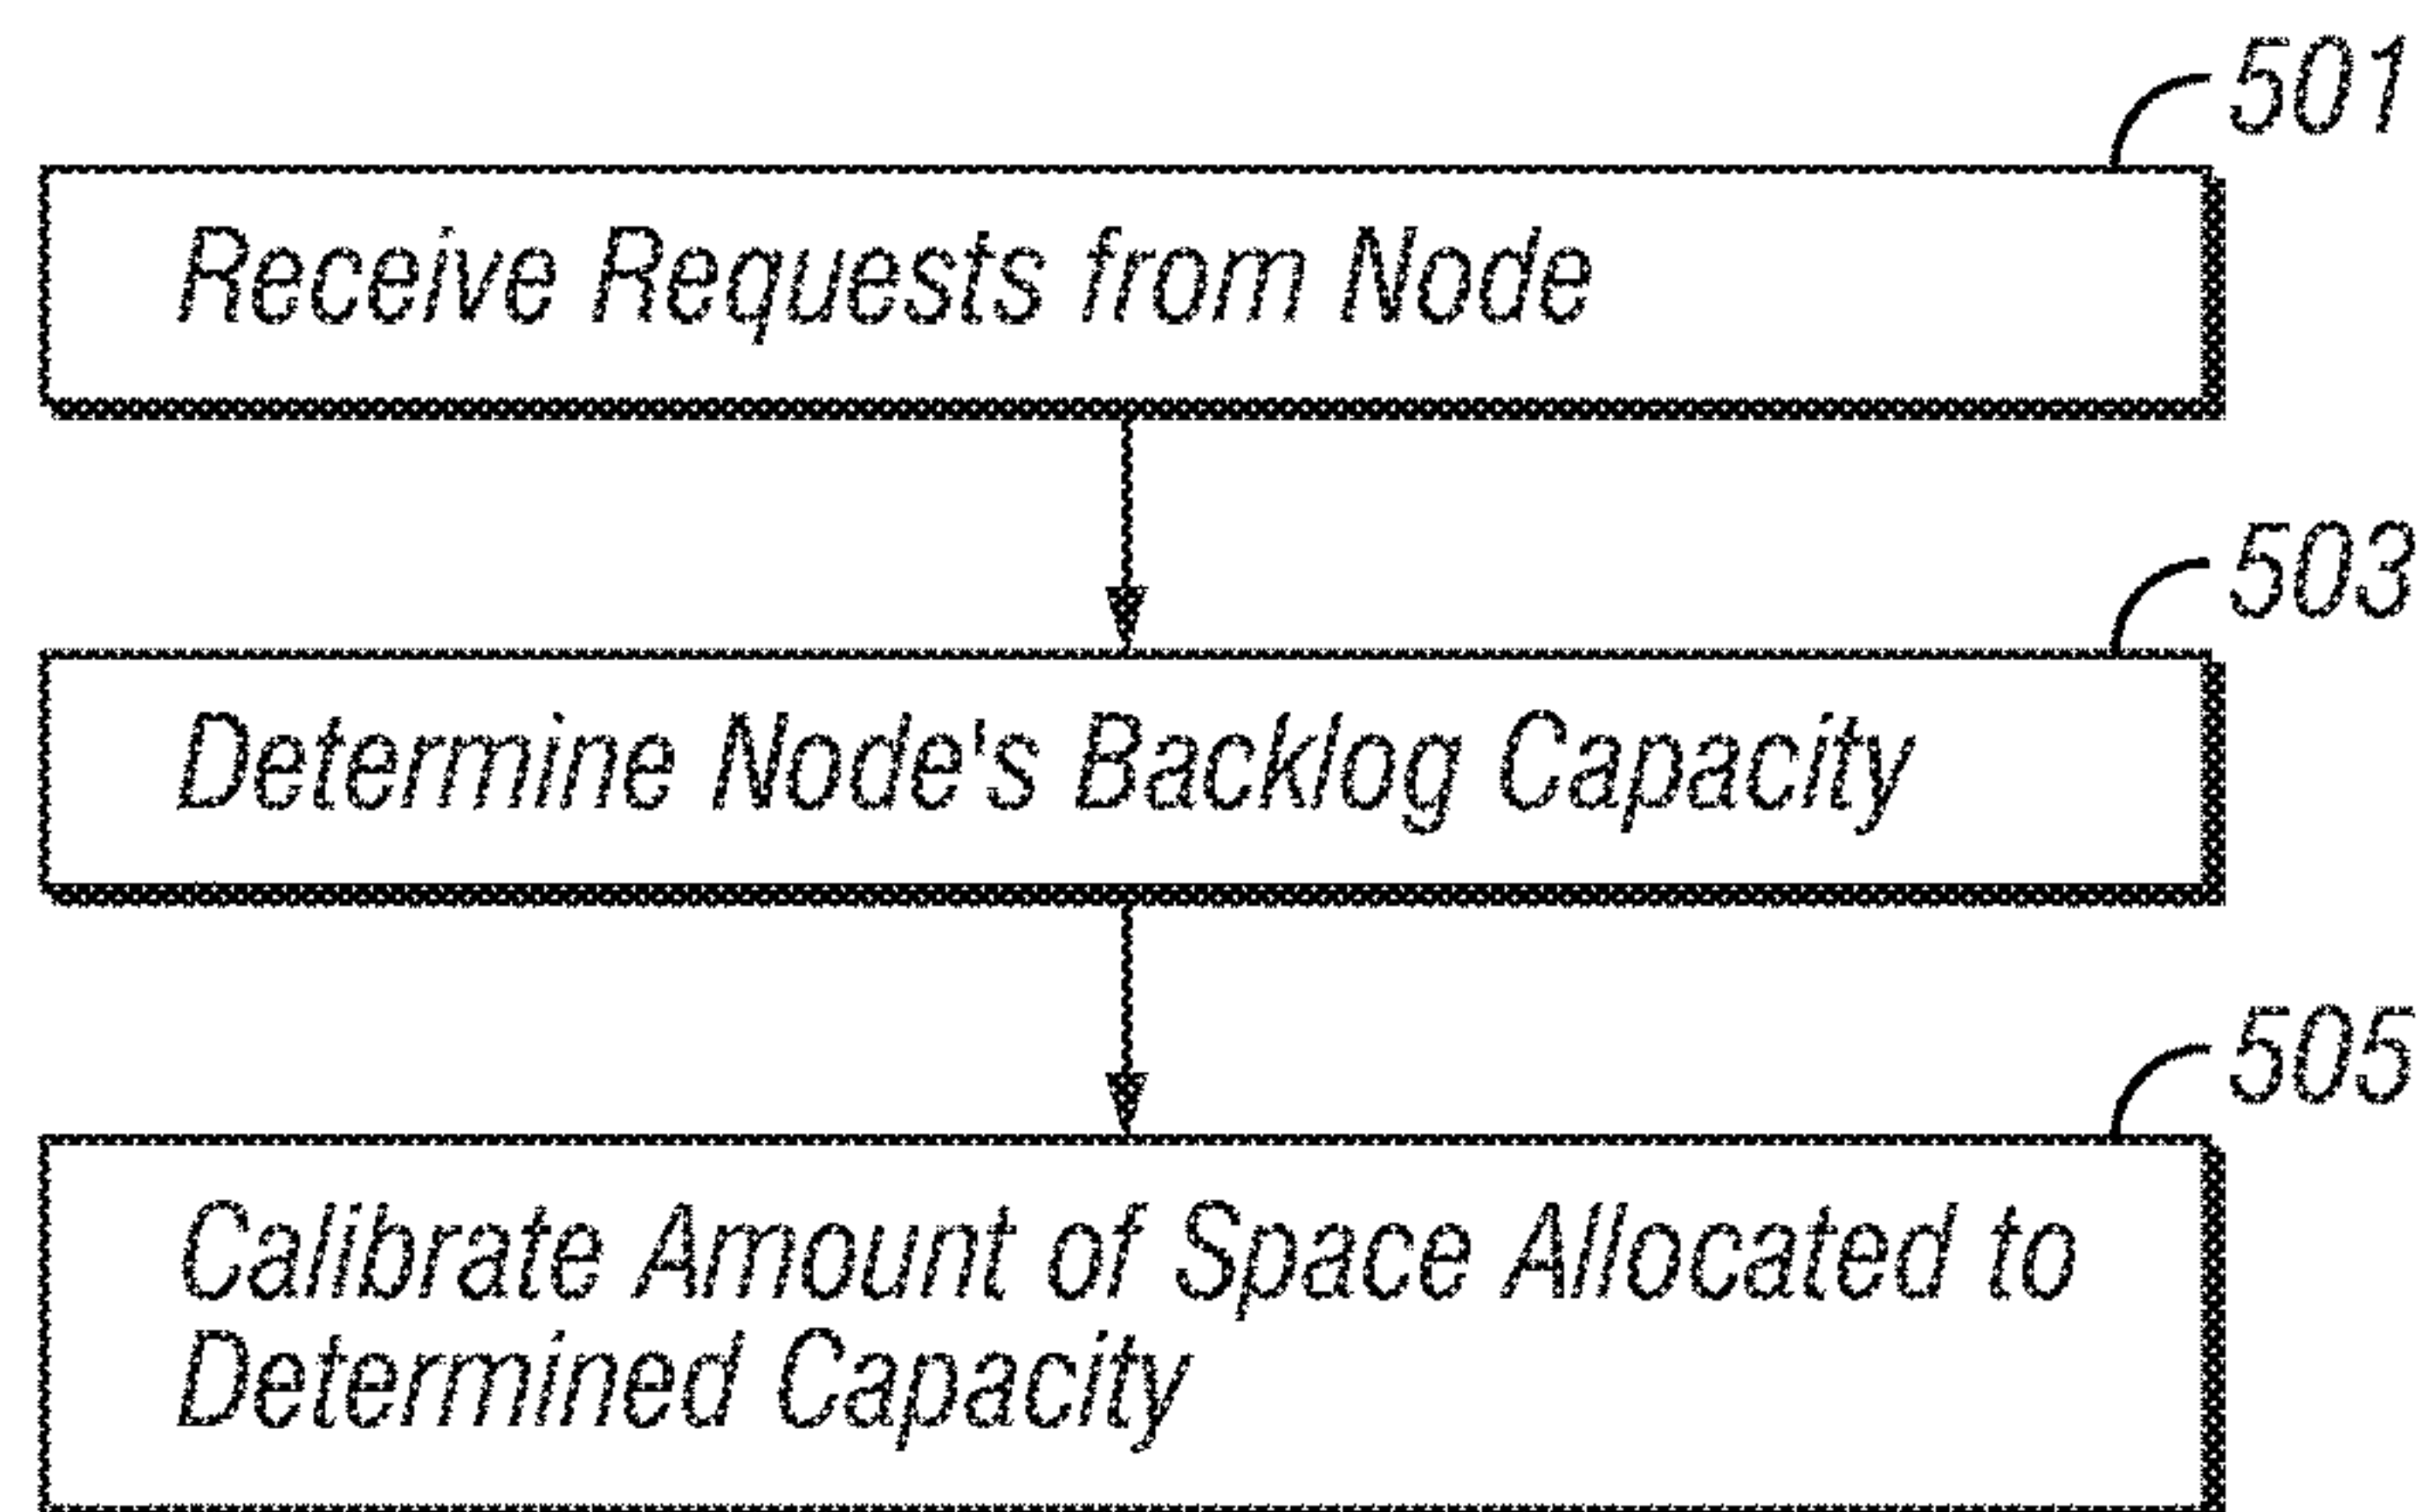 501
Receive Requests from Node
503
Determine Node's Backlog Capacity
505
Calibrate Amount of Space Allocated to
Determined Capacity